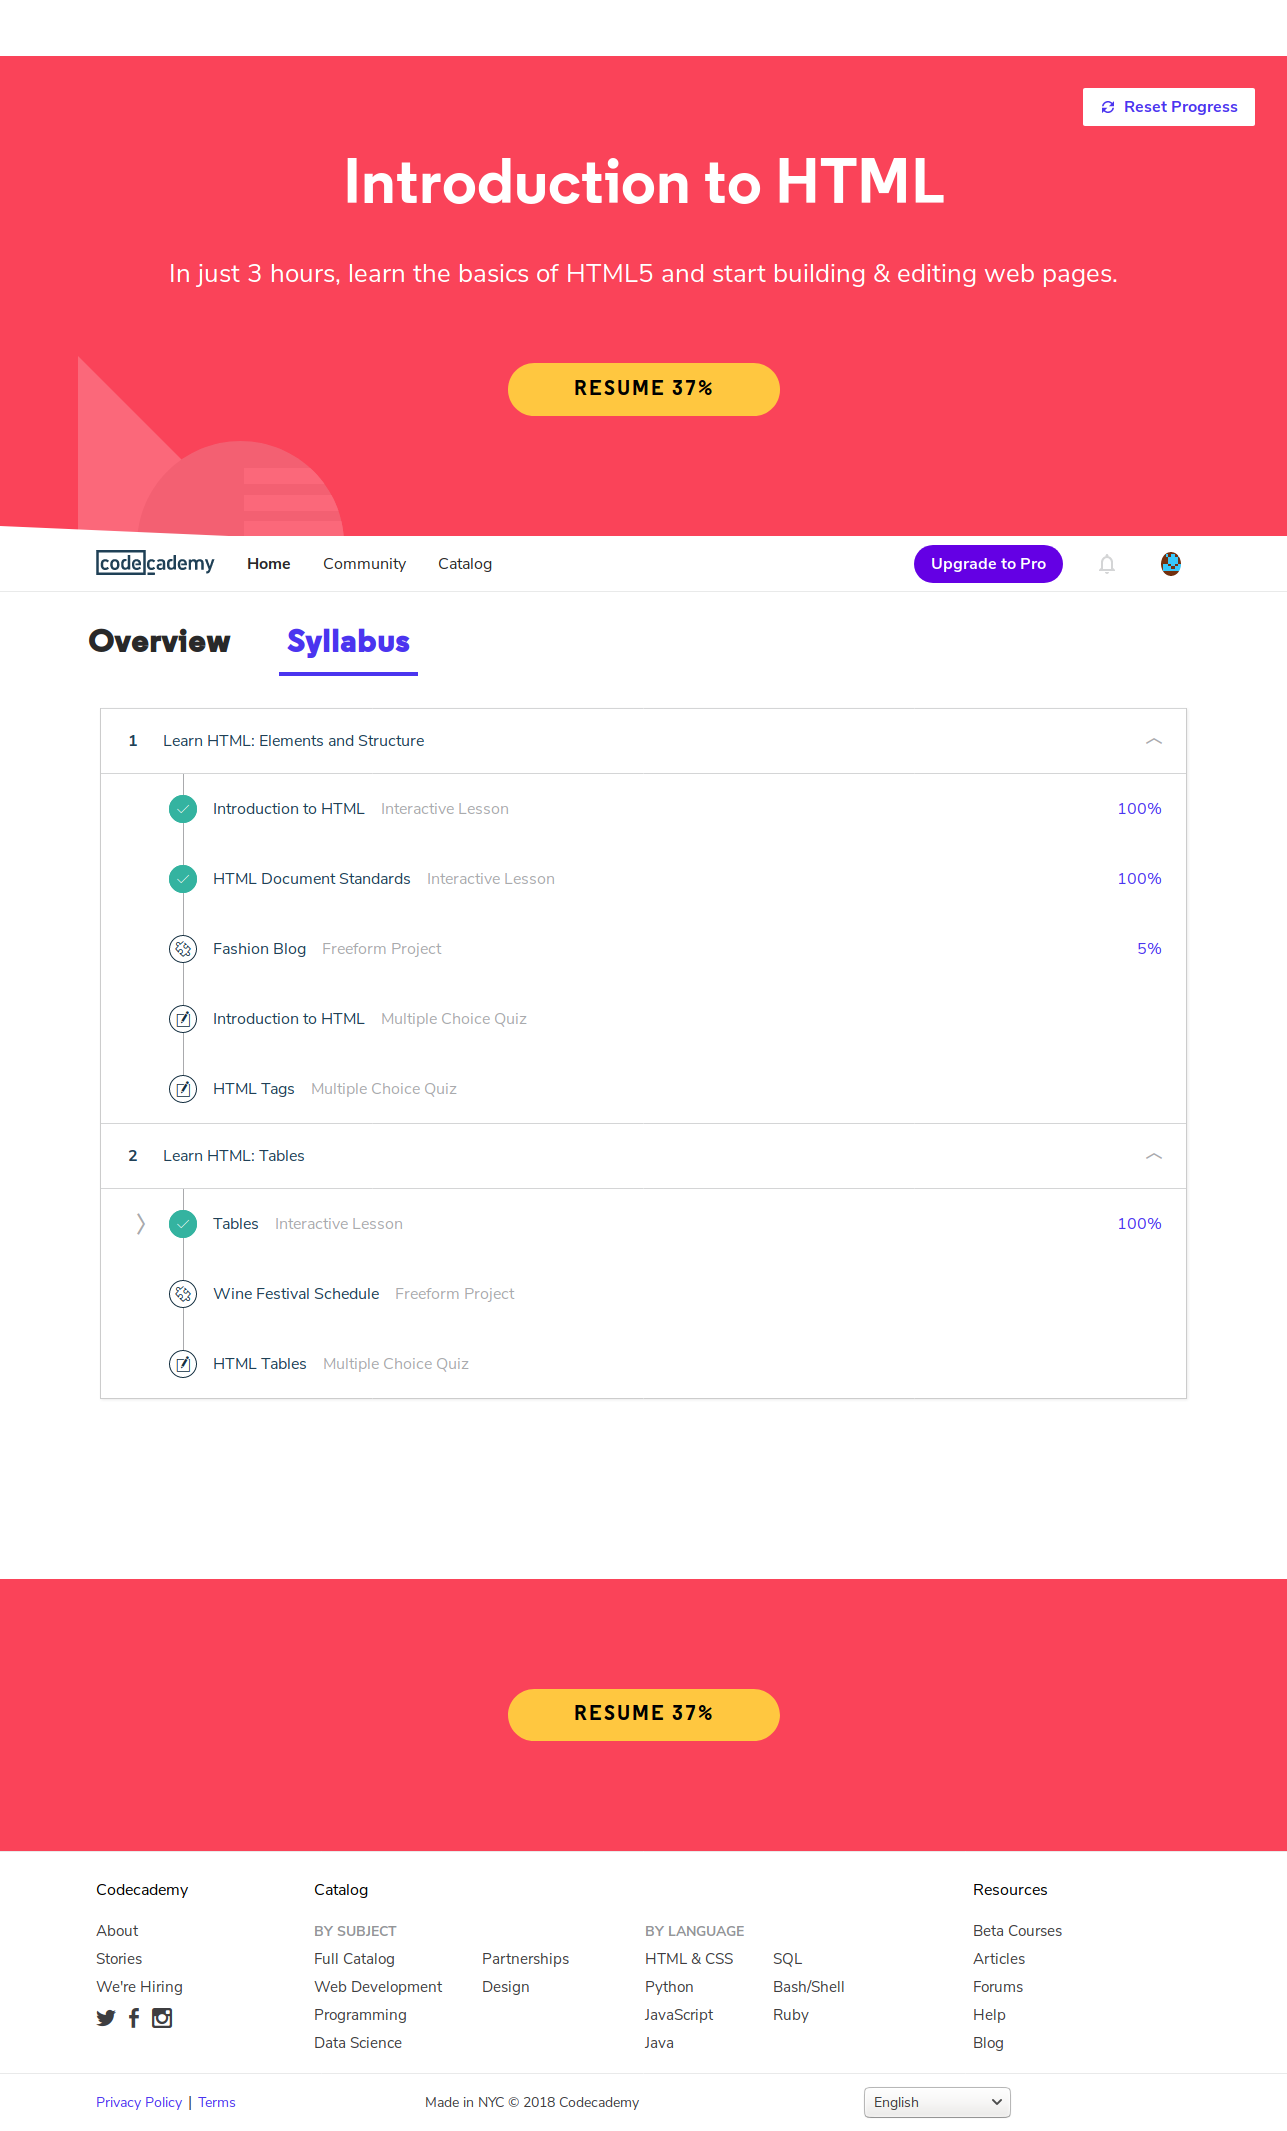 Reset Progress
Introduction to HTML
In just 3 hours, learn the basics of HTML5 and start building & editing web pages.
RESUME 37%
codecademy Home Community Catalog Upgrade to Pro
Overview Syllabus
1 Learn HTML: Elements and Structure
Introduction to HTML Interactive Lesson 100%
HTML Document Standards Interactive Lesson 100%
Fashion Blog Freeform Project 5%
Introduction to HTML Multiple Choice Quiz
HTML Tags Multiple Choice Quiz
2 Learn HTML: Tables
Tables Interactive Lesson 100%
Wine Festival Schedule Freeform Project
HTML Tables Multiple Choice Quiz
RESUME 37%
Codecademy Catalog Resources
About BY SUBJECT BY LANGUAGE Beta Courses
Stories Full Catalog Partnerships HTML & CSS SQL Articles
We're Hiring Web Development Design Python Bash/Shell Forums
Programming JavaScript Ruby Help
Data Science Java Blog
Privacy Policy | Terms Made in NYC © 2018 Codecademy English